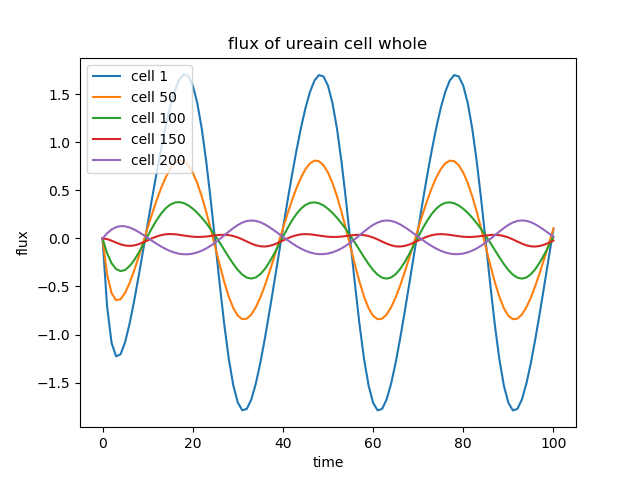 flux of ureain cell whole
cell 1
cell 50
cell 100
cell 150
cell 200
flux
1.5
1.0
0.5
0.0
−0.5
−1.0
−1.5
0
20
40
60
80
100
time